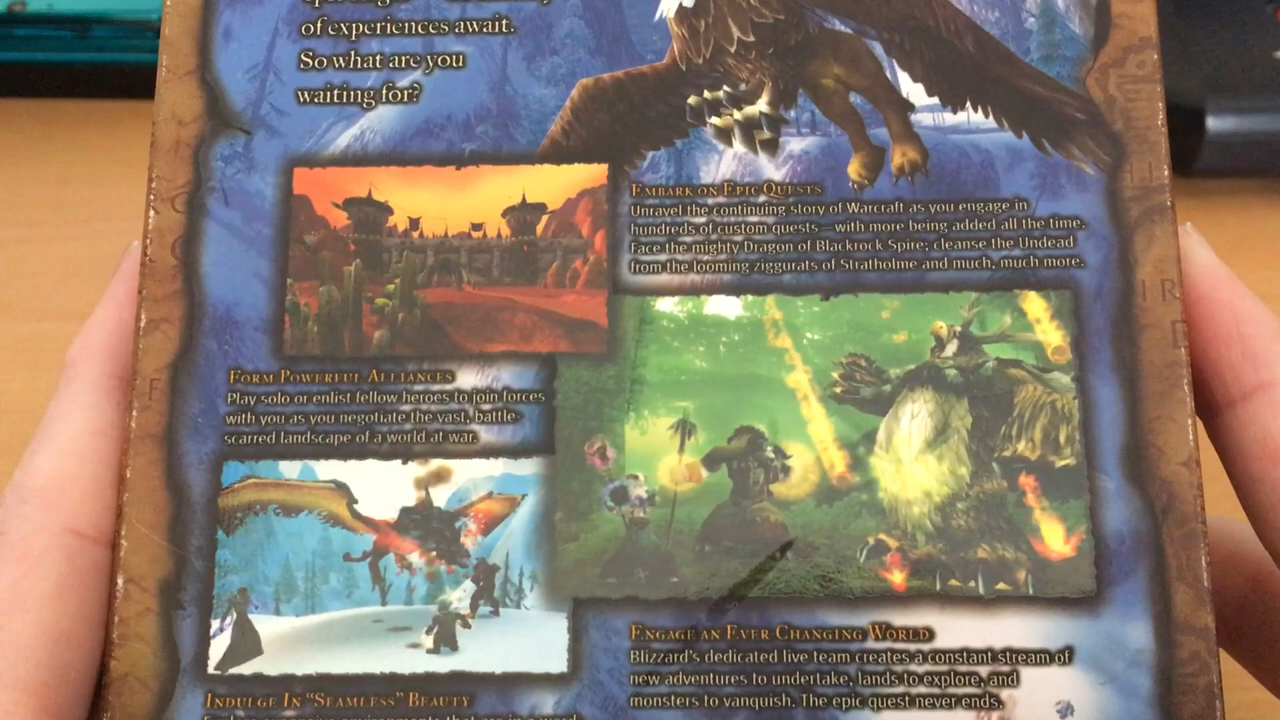 of experiences await.
So what are you
waiting for?
EMBARK ON EPIC QUESTS
Unravel the continuing story of Warcraft as you engage in
hundreds of custom quests—with more being added all the time.
Face the mighty Dragon of Blackrock Spire; cleanse the Undead
from the looming ziggurats of Stratholme and much, much more.
FORM POWERFUL ALLIANCES
Play solo or enlist fellow heroes to join forces
with you as you negotiate the vast, battle-
scarred landscape of a world at war.
ENGAGE AN EVER-CHANGING WORLD
Blizzard's dedicated live team creates a constant stream of
new adventures to undertake, lands to explore, and
monsters to vanquish. The epic quest never ends.
INDULGE IN "SEAMLESS" BEAUTY